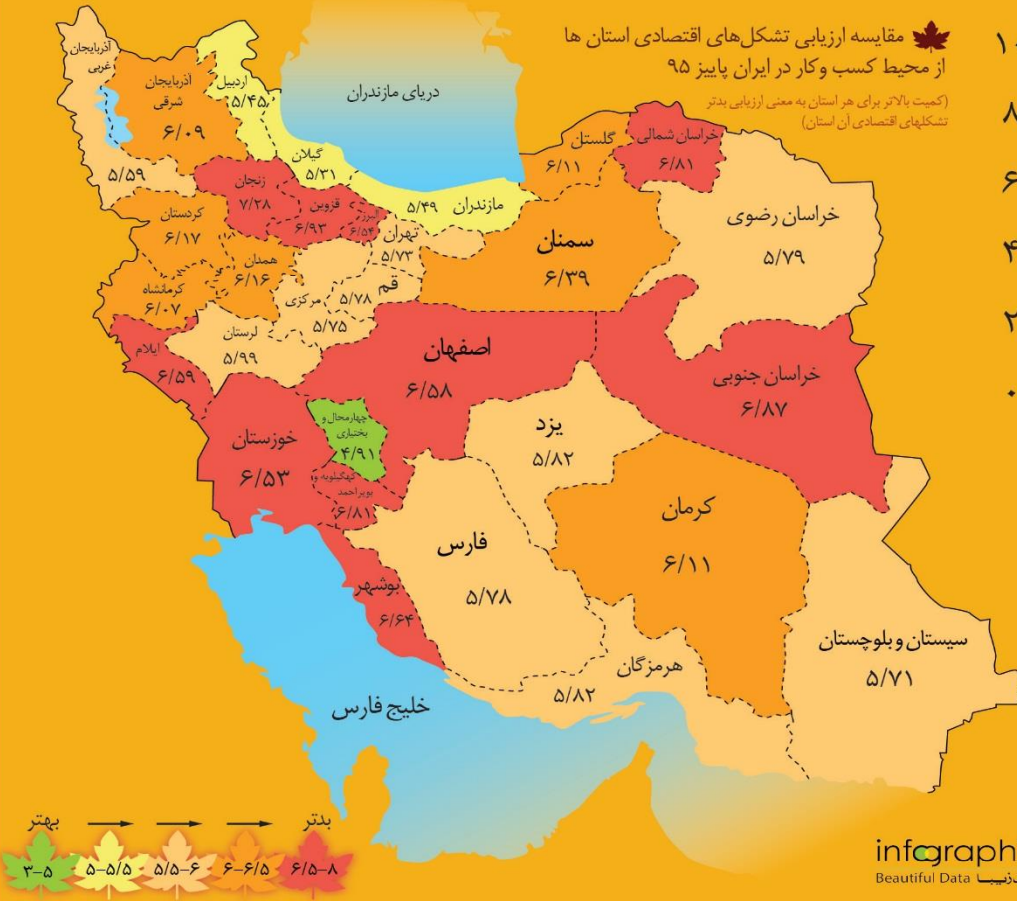 مقایسه ارزیابی تشکل‌های اقتصادی استان ها
از محیط کسب وکار در ایران پاییز ۹۵
(کمیت بالاتر برای هر استان به معنی ارزیابی بدتر
تشکلهای اقتصادی آن استان)
۸
۶
۴
۲
۰
دریای مازندران
آذربایجان
غربی
۵/۵۹
آذربایجان
شرقی
۶/۰۹
اردبیل
۵/۴۵
گیلان
۵/۳۱
مازندران
۵/۴۹
گلستان
۶/۱۱
خراسان شمالی
۶/۸۱
خراسان رضوی
۵/۷۹
زنجان
۷/۲۸
قزوین
۶/۹۳
البرز
۶/۵۴
تهران
۵/۷۳
سمنان
۶/۳۹
کردستان
۶/۱۷
همدان
۶/۱۶
قم
۵/۷۸
مرکزی
۵/۷۵
کرمانشاه
۶/۰۷
لرستان
۵/۹۹
ایلام
۶/۵۹
اصفهان
۶/۵۸
خراسان جنوبی
۶/۸۷
خوزستان
۶/۵۳
چهارمحال و
بختیاری
۴/۹۱
یزد
۵/۸۲
کهگیلویه و
بویراحمد
۶/۸۱
فارس
۵/۷۸
کرمان
۶/۱۱
بوشهر
۶/۶۴
سیستان و بلوچستان
۵/۷۱
هرمزگان
۵/۸۲
خلیج فارس
بدتر
بهتر
۶/۵-۸
۶-۶/۵
۵/۵-۶
۵-۵/۵
۳-۵
infograph
Beautiful Data